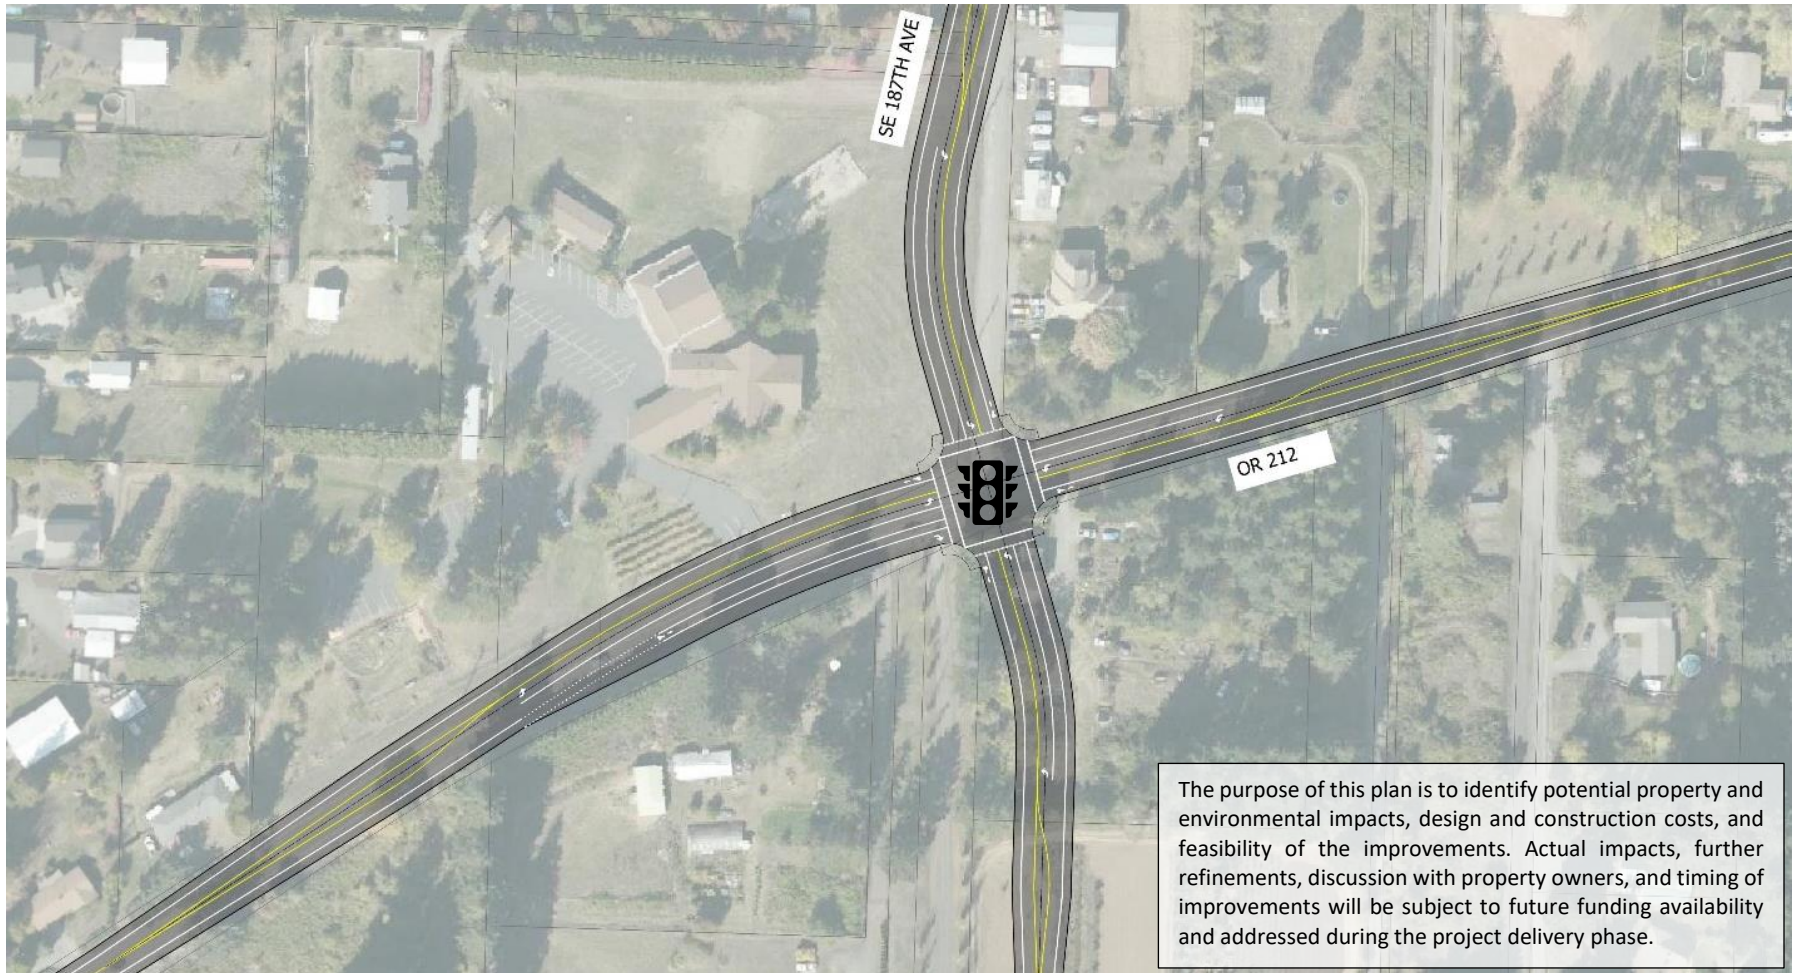 SE 187TH AVE
OR 212
The purpose of this plan is to identify potential property and
environmental impacts, design and construction costs, and
feasibility of the improvements. Actual impacts, further
refinements, discussion with property owners, and timing of
improvements will be subject to future funding availability
and addressed during the project delivery phase.